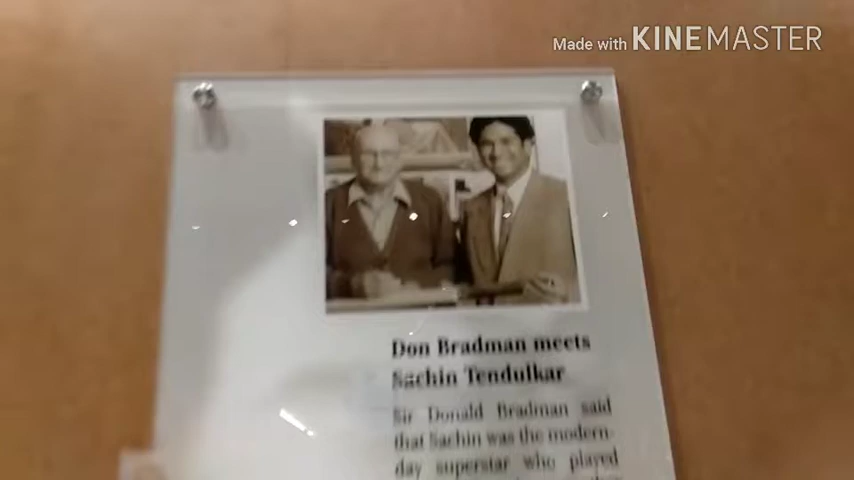 Made with KINEMASTER
Don Bradman meets
Sachin Tendulkar
Sir Donald Bradman said
that Sachin was the modern-
day superstar who played